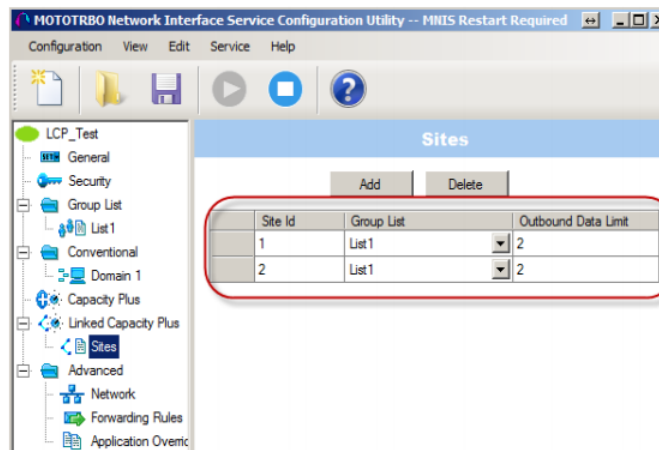 MOTOTRBO Network Interface Service Configuration Utility -- MNIS Restart Required
Configuration View Edit Service Help
LCP_Test
General
Security
Group List
List1
Conventional
Domain 1
Capacity Plus
Linked Capacity Plus
Sites
Advanced
Network
Forwarding Rules
Application Overric
Sites
Add Delete
Site Id Group List Outbound Data Limit
1 List1 2
2 List1 2